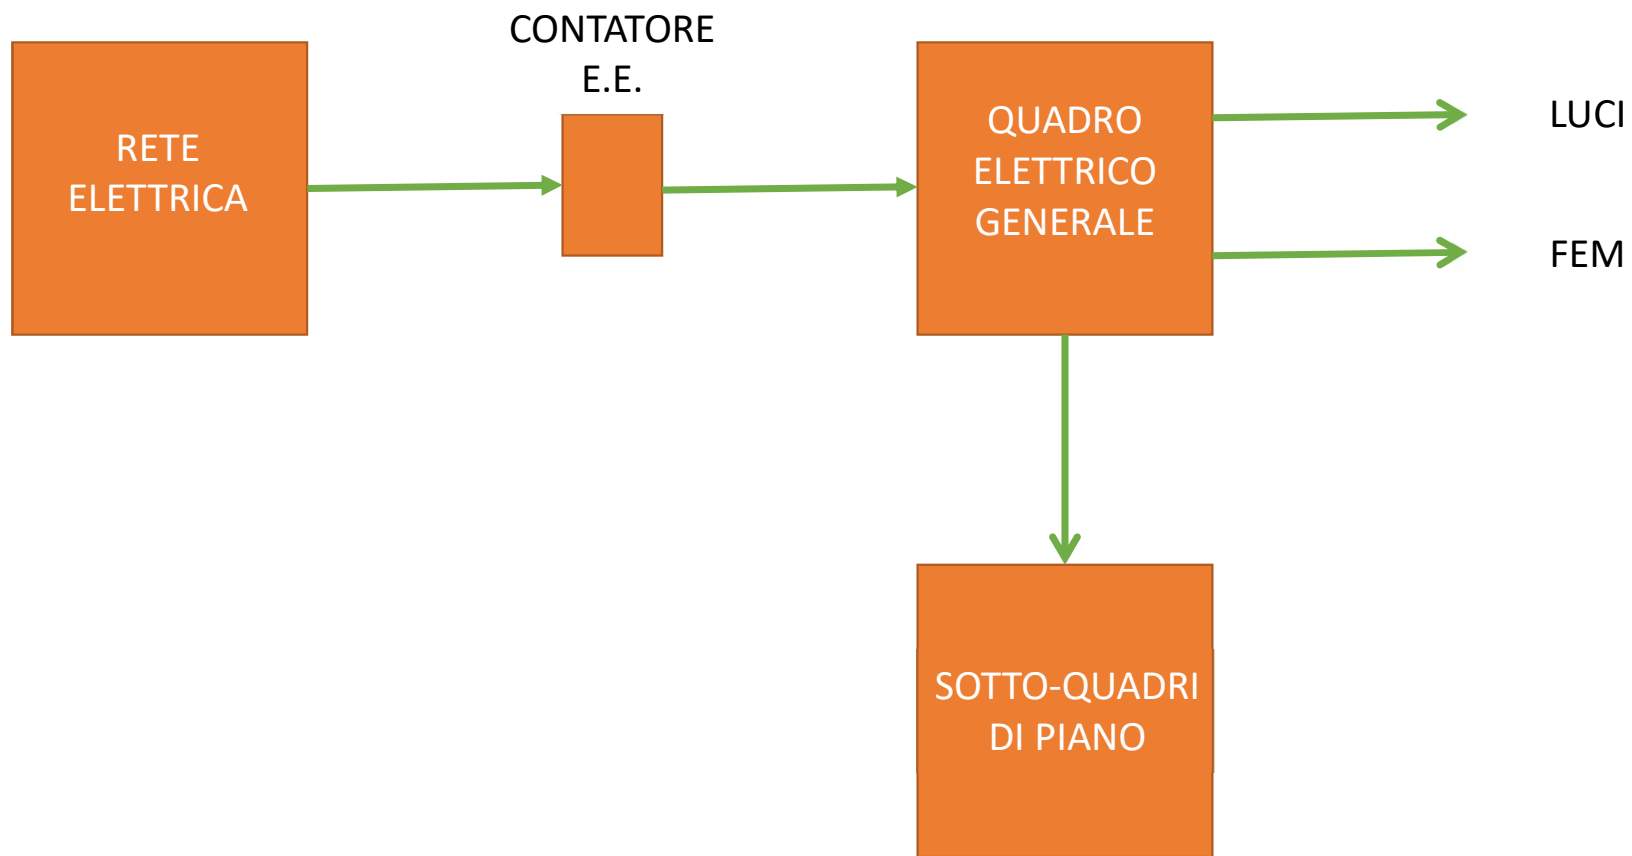 CONTATORE
E.E.
RETE
ELETTRICA
QUADRO
ELETTRICO
GENERALE
LUCI
FEM
SOTTO-QUADRI
DI PIANO